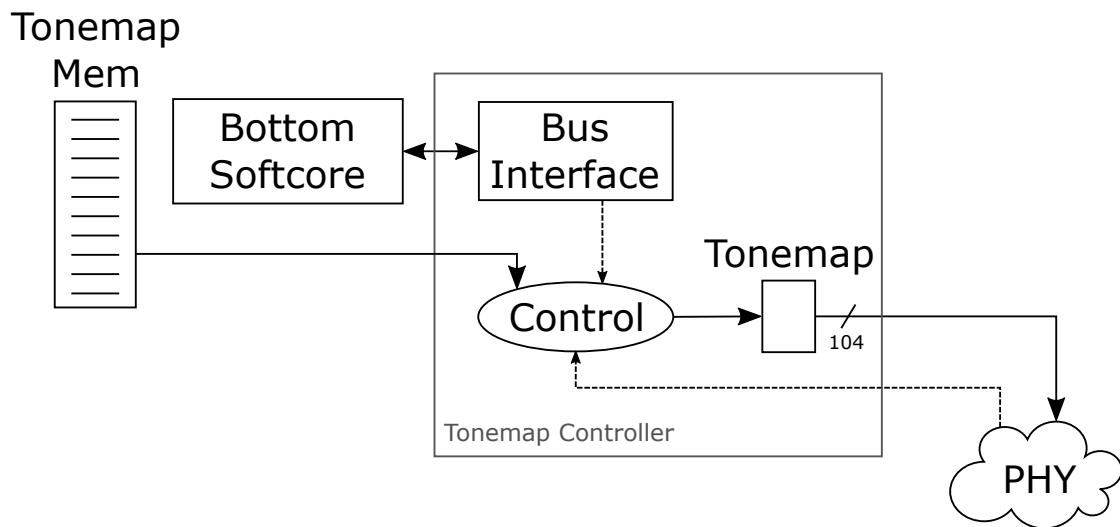 Tonemap
Mem
Bottom
Softcore
Bus
Interface
Tonemap
Control
104
Tonemap Controller
PHY